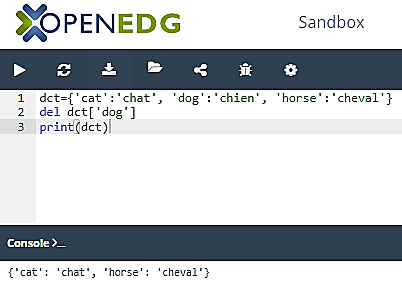 OPENEDG
Sandbox
1 dct={'cat':'chat', 'dog':'chien', 'horse':'cheval'}
2 del dct['dog']
3 print(dct)
Console >_
{'cat': 'chat', 'horse': 'cheval'}